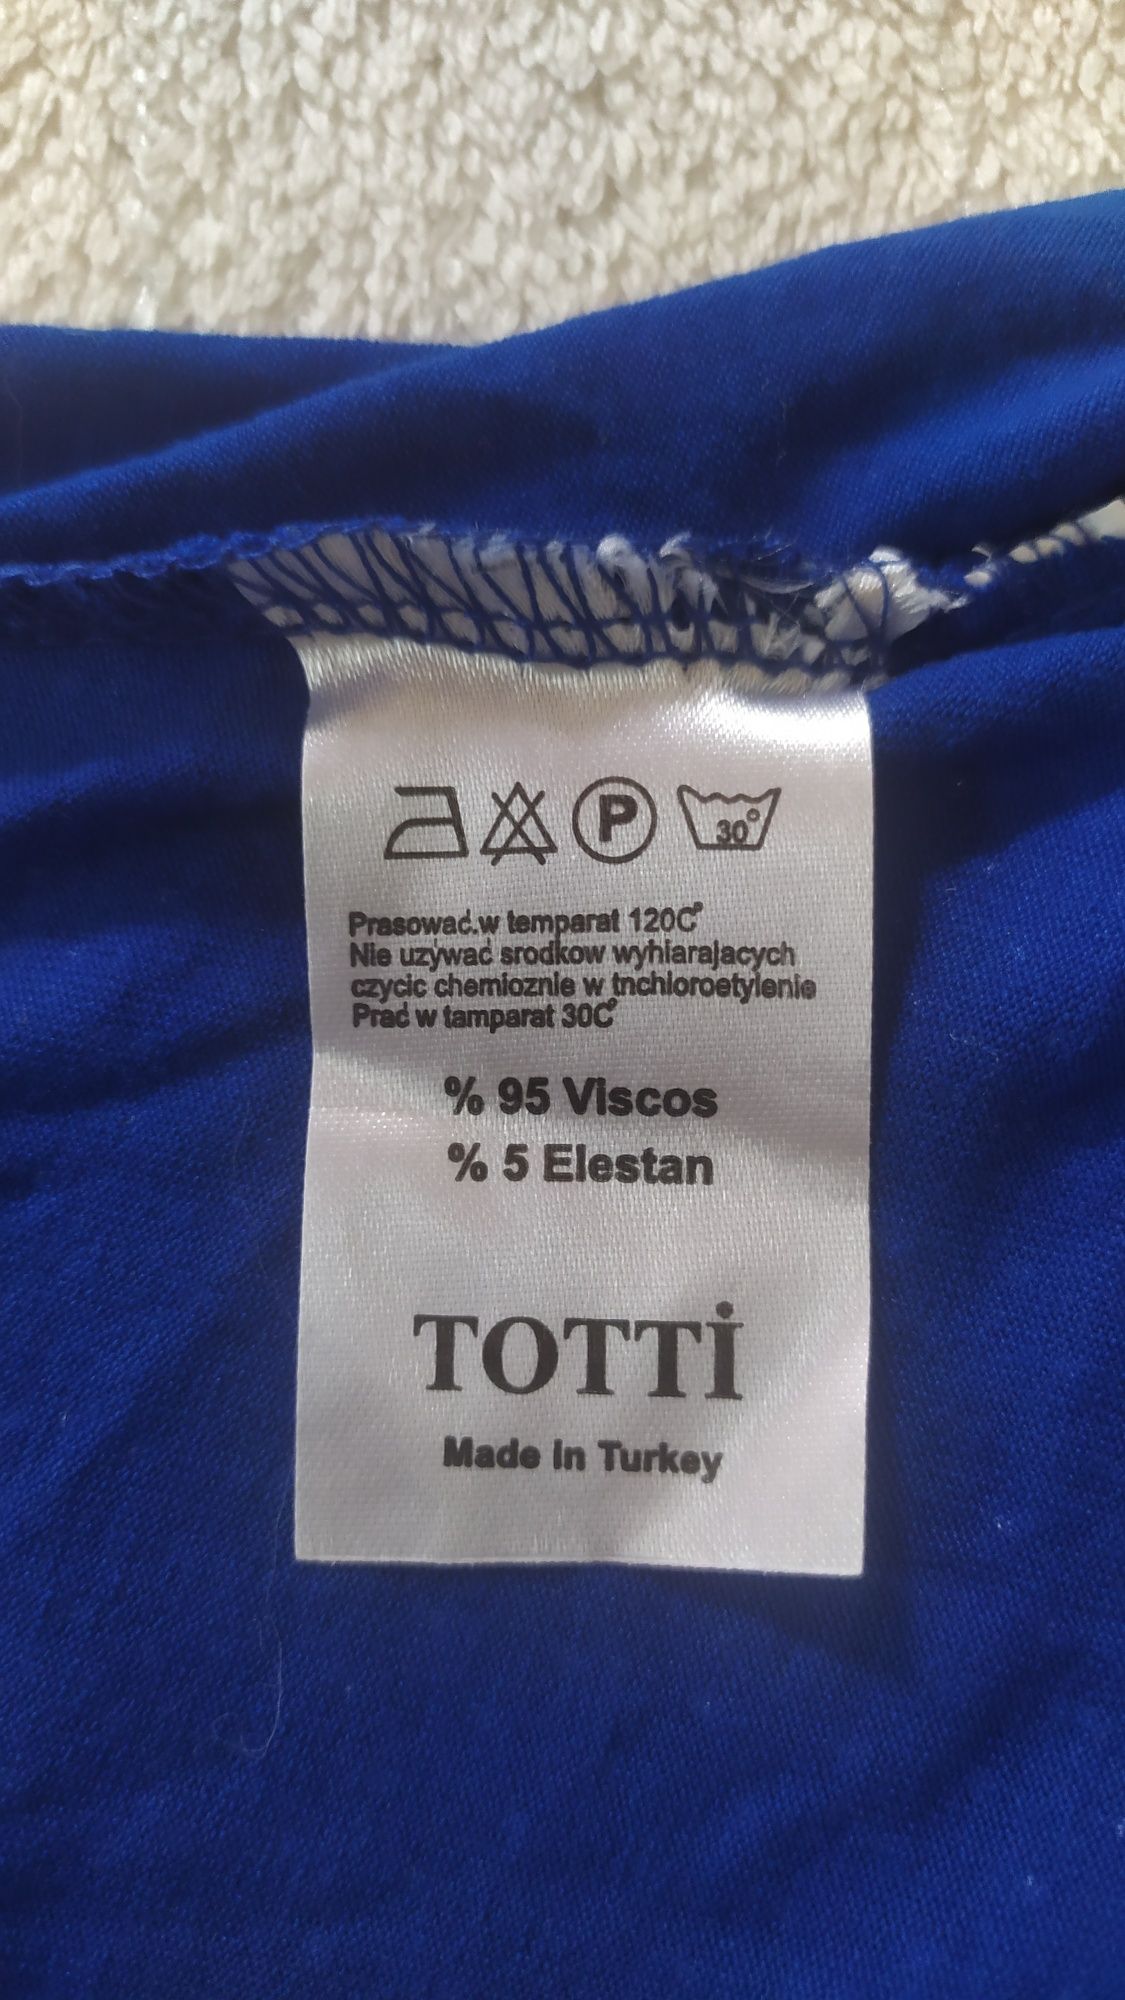 P 30°
Prasować.w temparat 120C°
Nie uzywać srodkow wyhiarajacych
czycic chemioznie w tnchloroetylenie
Prać w tamparat 30C°
% 95 Viscos
% 5 Elestan
TOTTİ
Made In Turkey